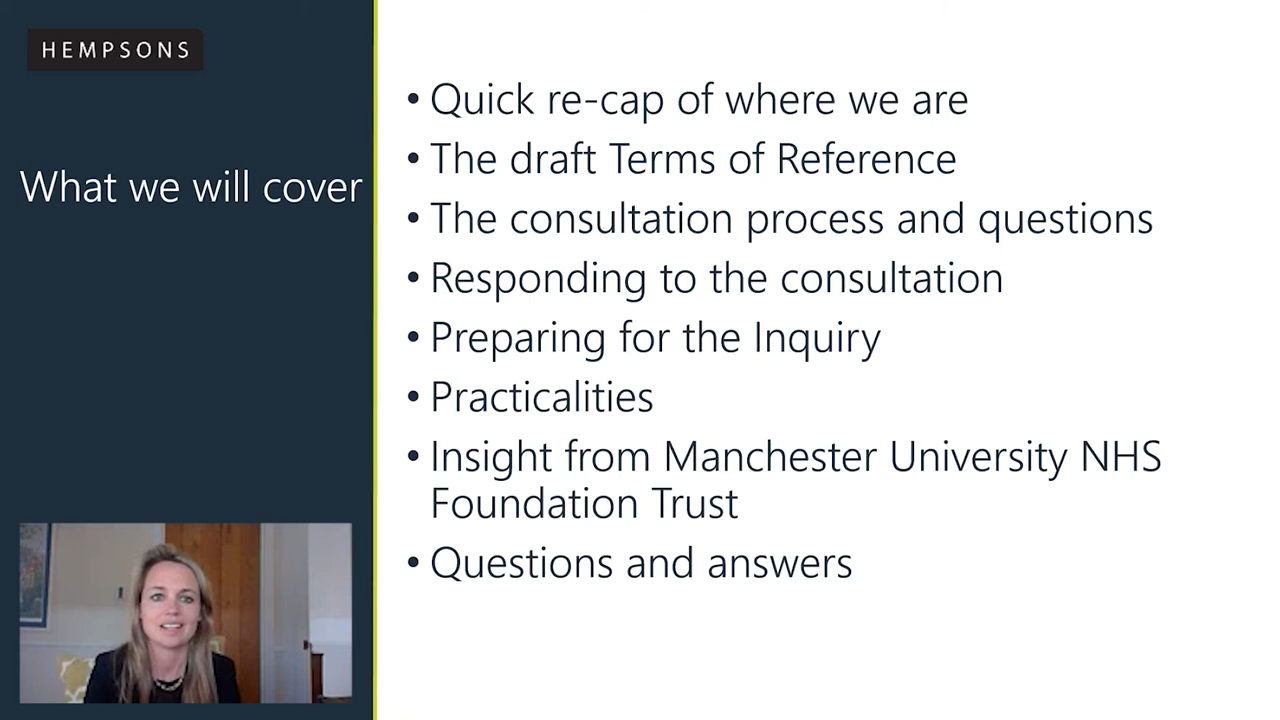 HEMPSONS
What we will cover
• Quick re-cap of where we are
• The draft Terms of Reference
• The consultation process and questions
• Responding to the consultation
• Preparing for the Inquiry
• Practicalities
• Insight from Manchester University NHS
Foundation Trust
• Questions and answers